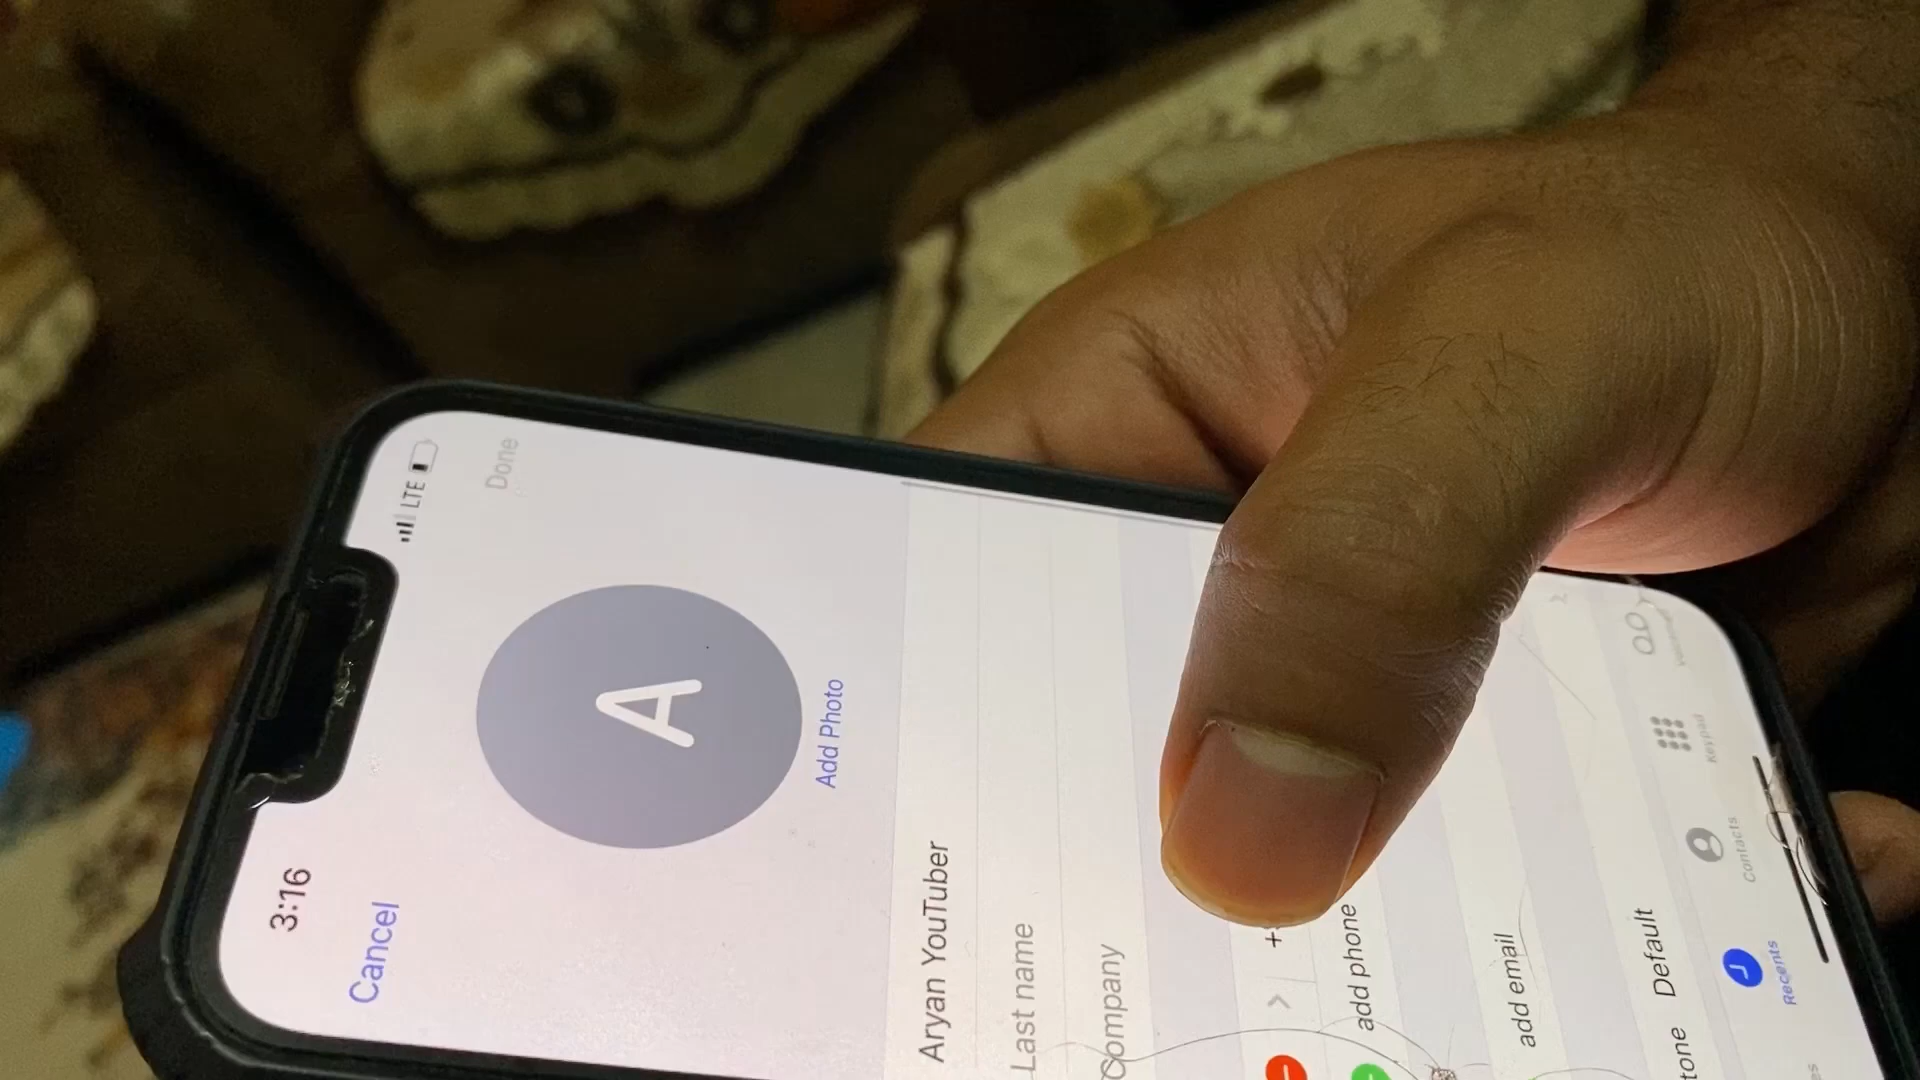 3:16
LTE
Cancel
Done
A
Add Photo
Aryan YouTuber
Last name
Company
+
add phone
add email
tone Default
Recents
Contacts
Keypad